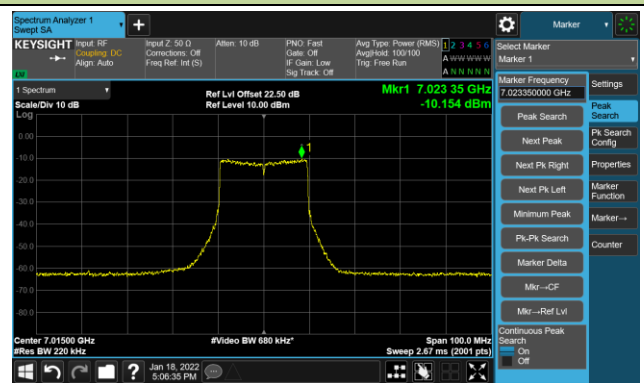 Spectrum Analyzer 1
Swept SA
Marker
KEYSIGHT
Input: RF
Coupling: DC
Align: Auto
Input Z: 50 Ω
Corrections: Off
Freq Ref: Int (S)
Atten: 10 dB
PNO: Fast
Gate: Off
IF Gain: Low
Sig Track: Off
Avg Type: Power (RMS)
Avg|Hold: 100/100
Trig: Free Run
1 2 3 4 5 6
A W W W W W
A N N N N N
LW
Select Marker
Marker 1
1 Spectrum
Scale/Div 10 dB
Log
Ref Lvl Offset 22.50 dB
Ref Level 10.00 dBm
Mkr1 7.023 35 GHz
-10.154 dBm
0.00
-10.0
-20.0
-30.0
-40.0
-50.0
-60.0
-70.0
-80.0
1
Center 7.01500 GHz
#Res BW 220 kHz
#Video BW 680 kHz*
Span 100.0 MHz
Sweep 2.67 ms (2001 pts)
Marker Frequency
7.023350000 GHz
Peak Search
Next Peak
Next Pk Right
Next Pk Left
Minimum Peak
Pk-Pk Search
Marker Delta
Mkr→CF
Mkr→Ref Lvl
Continuous Peak
Search
On
Off
Settings
Peak
Search
Pk Search
Config
Properties
Marker
Function
Marker→
Counter
?
Jan 18, 2022
5:06:35 PM